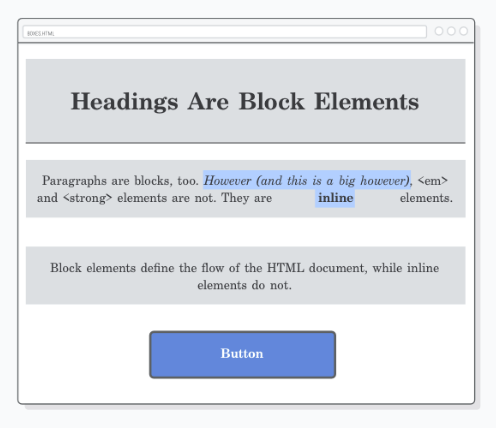 BOXES.HTML
Headings Are Block Elements
Paragraphs are blocks, too. However (and this is a big however), <em>
and <strong> elements are not. They are inline elements.
Block elements define the flow of the HTML document, while inline
elements do not.
Button